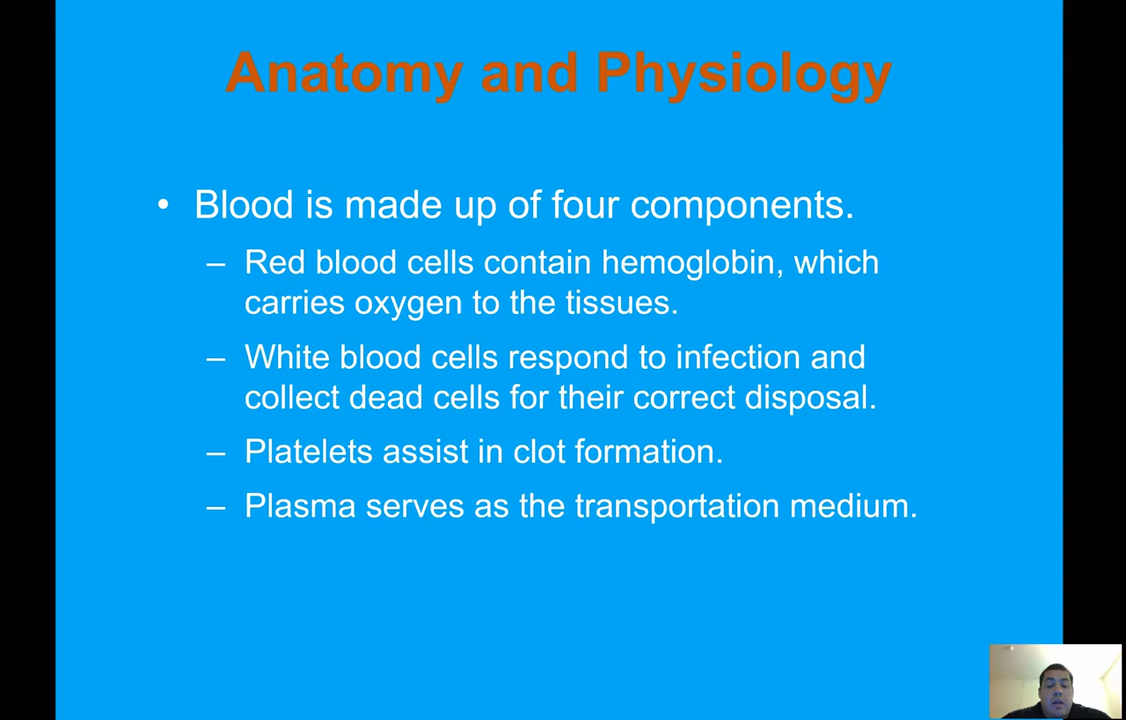 Anatomy and Physiology
• Blood is made up of four components.
– Red blood cells contain hemoglobin, which
carries oxygen to the tissues.
– White blood cells respond to infection and
collect dead cells for their correct disposal.
– Platelets assist in clot formation.
– Plasma serves as the transportation medium.